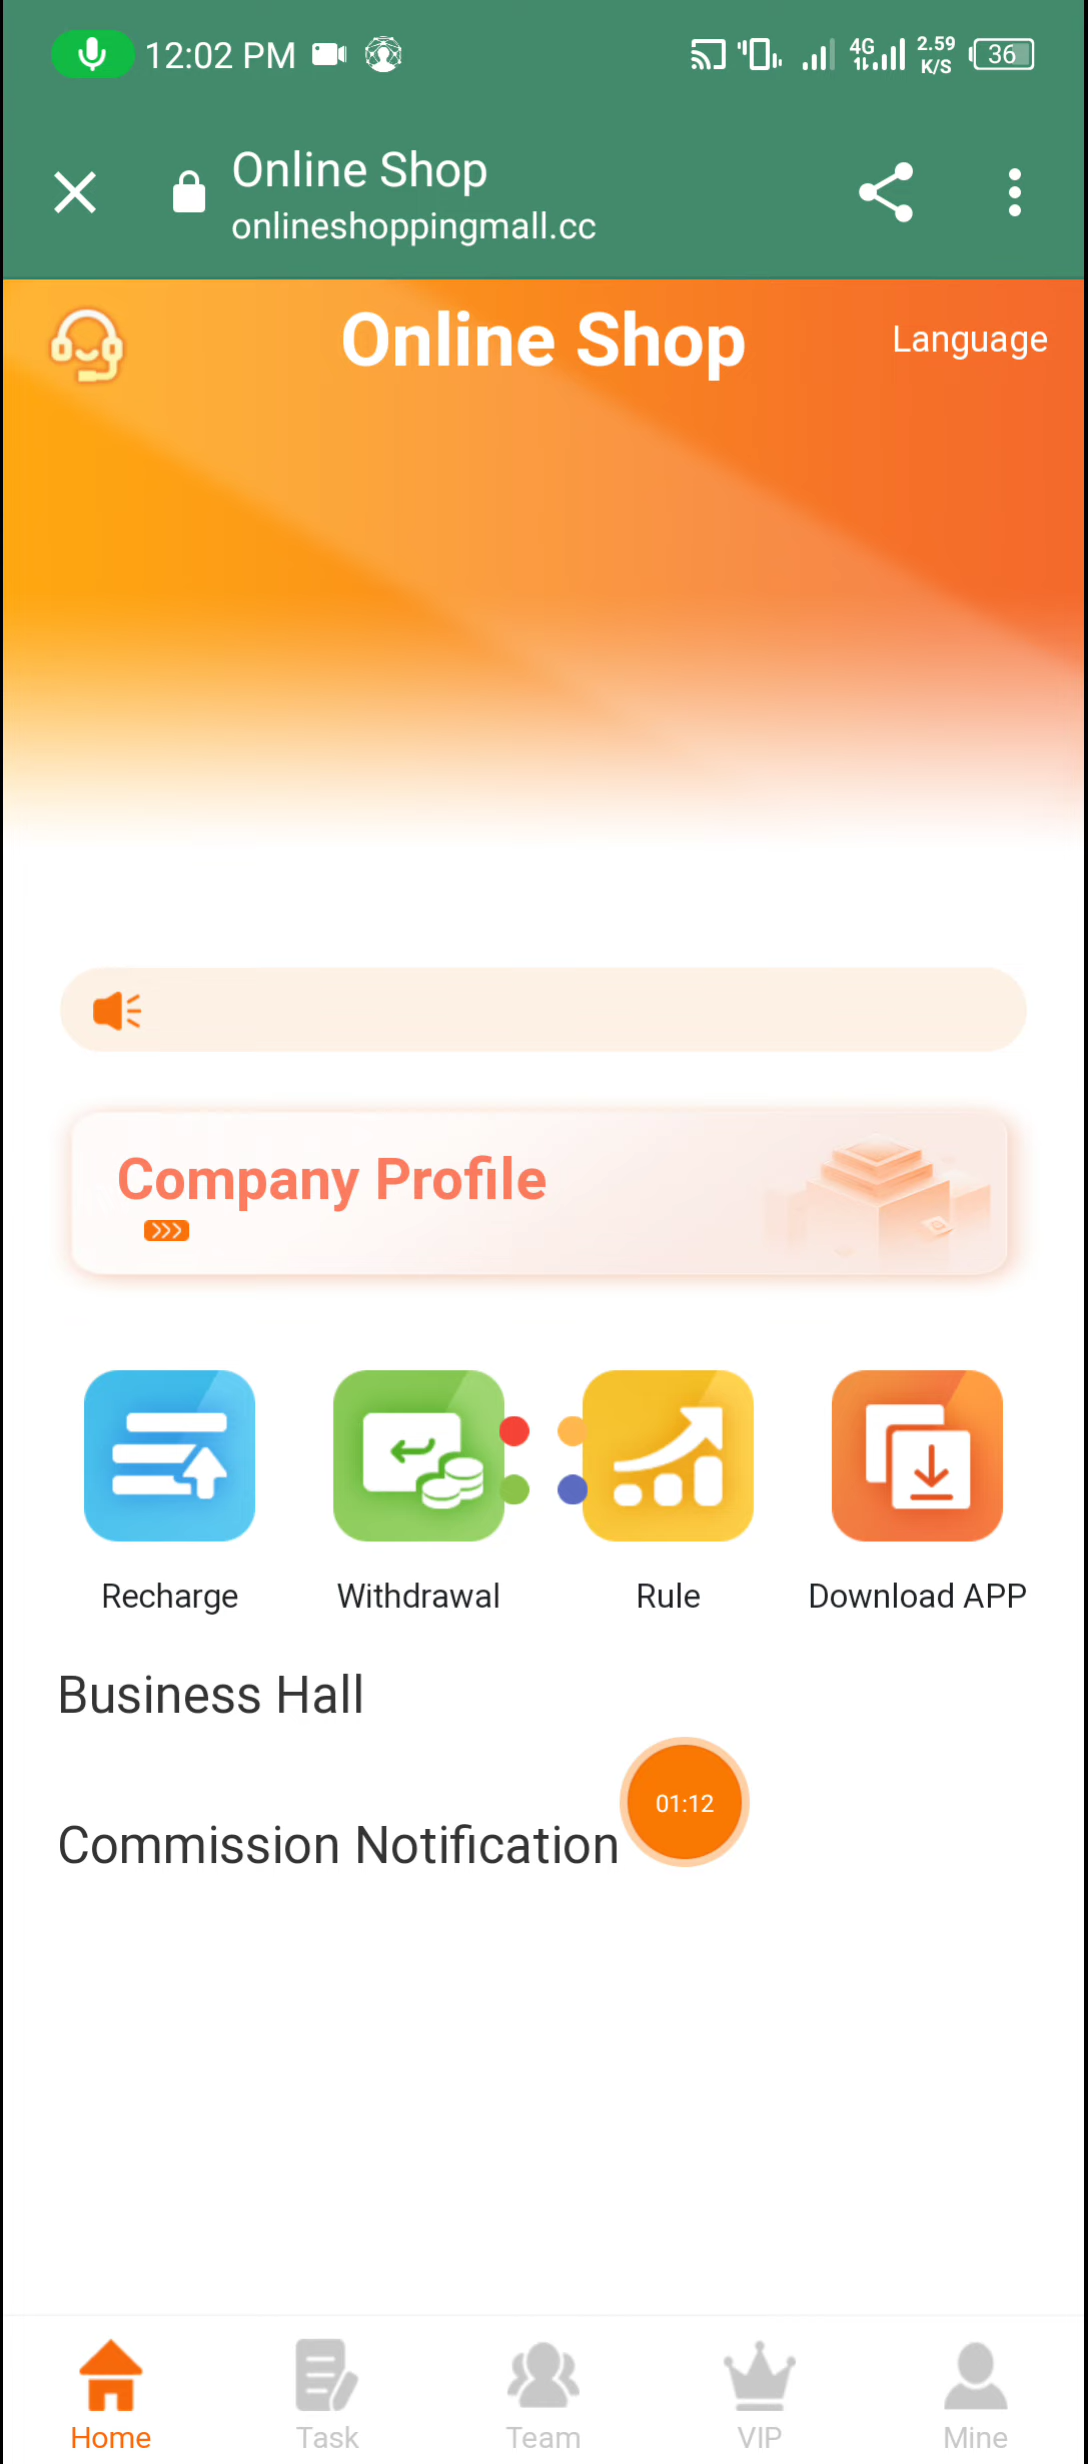 12:02 PM
4G
2.59
K/S
36
Online Shop
onlineshoppingmall.cc
Online Shop
Language
Company Profile
Recharge
Withdrawal
Rule
Download APP
Business Hall
01:12
Commission Notification
Home
Task
Team
VIP
Mine